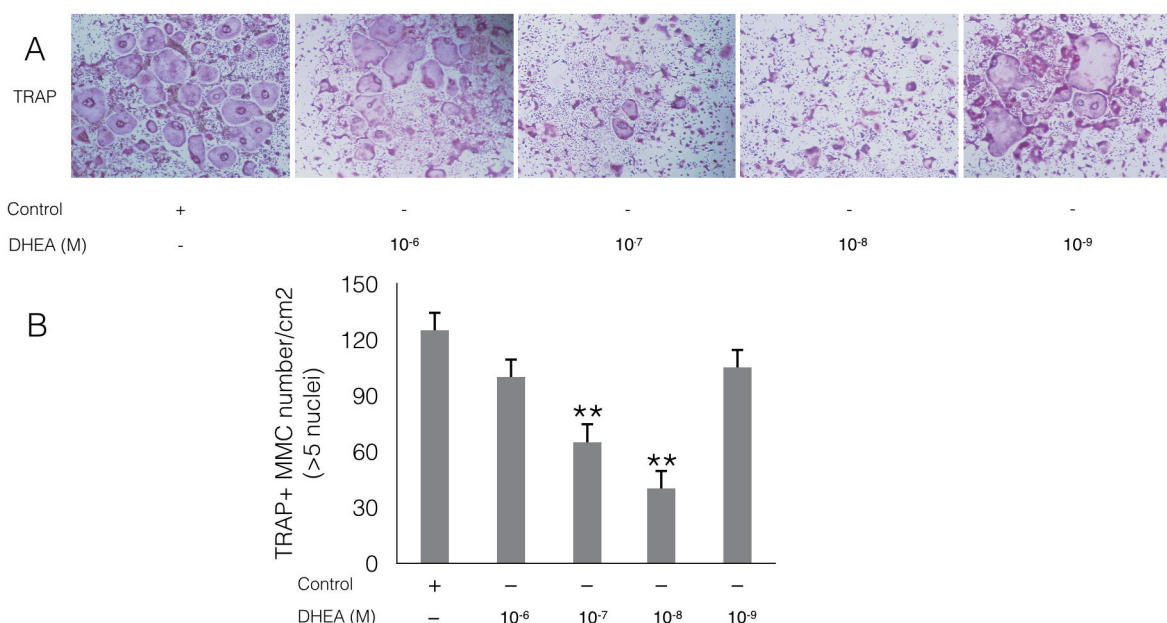 A
TRAP
Control + - - - -
DHEA (M) - 10-6 10-7 10-8 10-9
B
TRAP+ MMC number/cm2
(>5 nuclei)
150
120
90
60
30
0
**
**
Control + – – – –
DHEA (M) – 10-6 10-7 10-8 10-9